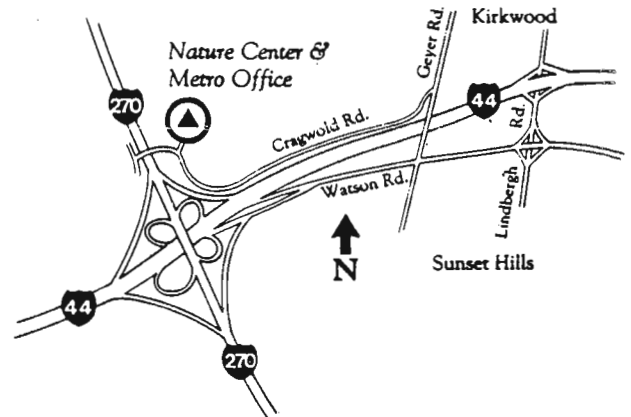 Kirkwood
Geyer Rd.
Nature Center &
Metro Office
270
44
Cragwold Rd.
Rd.
Lindbergh
Watson Rd.
N
Sunset Hills
44
270